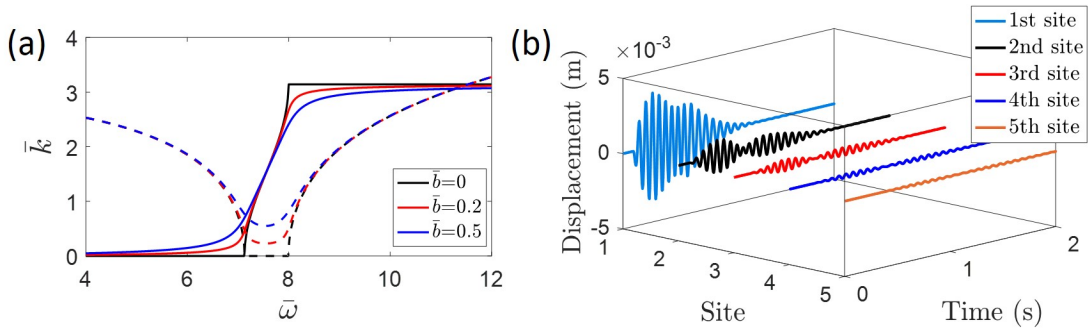 (a)
4
3
2
1
0
k̄
4
6
8
10
12
ω̄
b̄=0
b̄=0.2
b̄=0.5
(b)
×10⁻³
5
0
-5
Displacement (m)
1
2
3
4
5
Site
0
1
2
Time (s)
1st site
2nd site
3rd site
4th site
5th site